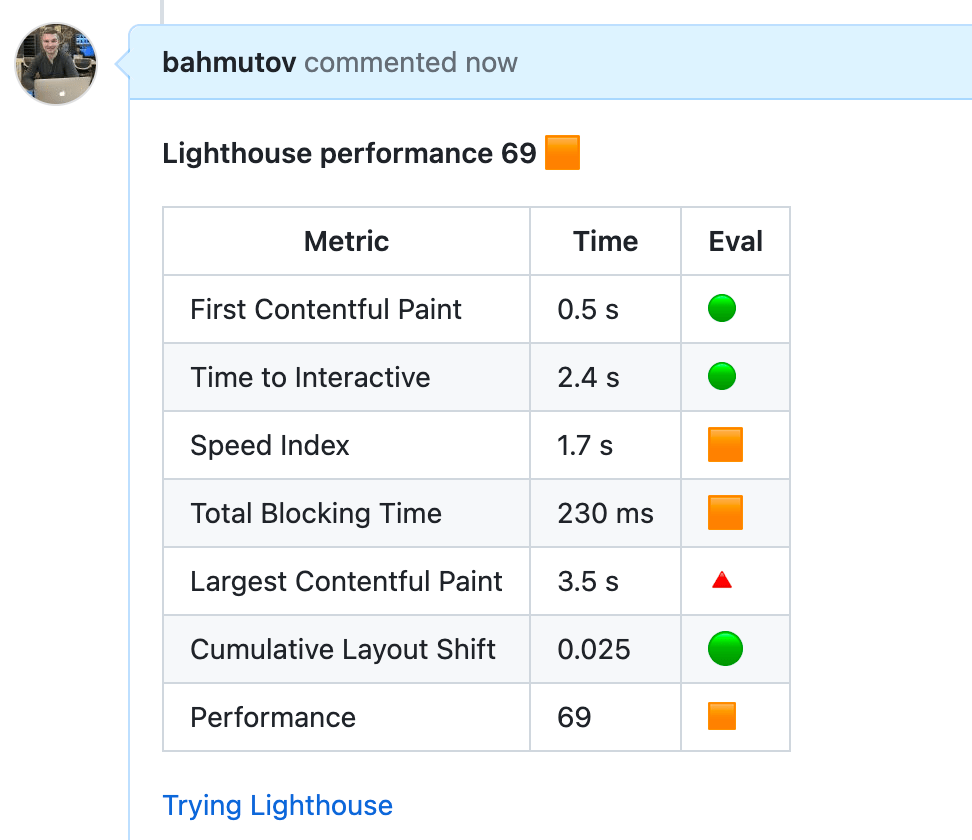 bahmutov commented now
Lighthouse performance 69 🟧
Metric Time Eval
First Contentful Paint 0.5 s 🟢
Time to Interactive 2.4 s 🟢
Speed Index 1.7 s 🟧
Total Blocking Time 230 ms 🟧
Largest Contentful Paint 3.5 s 🔺
Cumulative Layout Shift 0.025 🟢
Performance 69 🟧
Trying Lighthouse